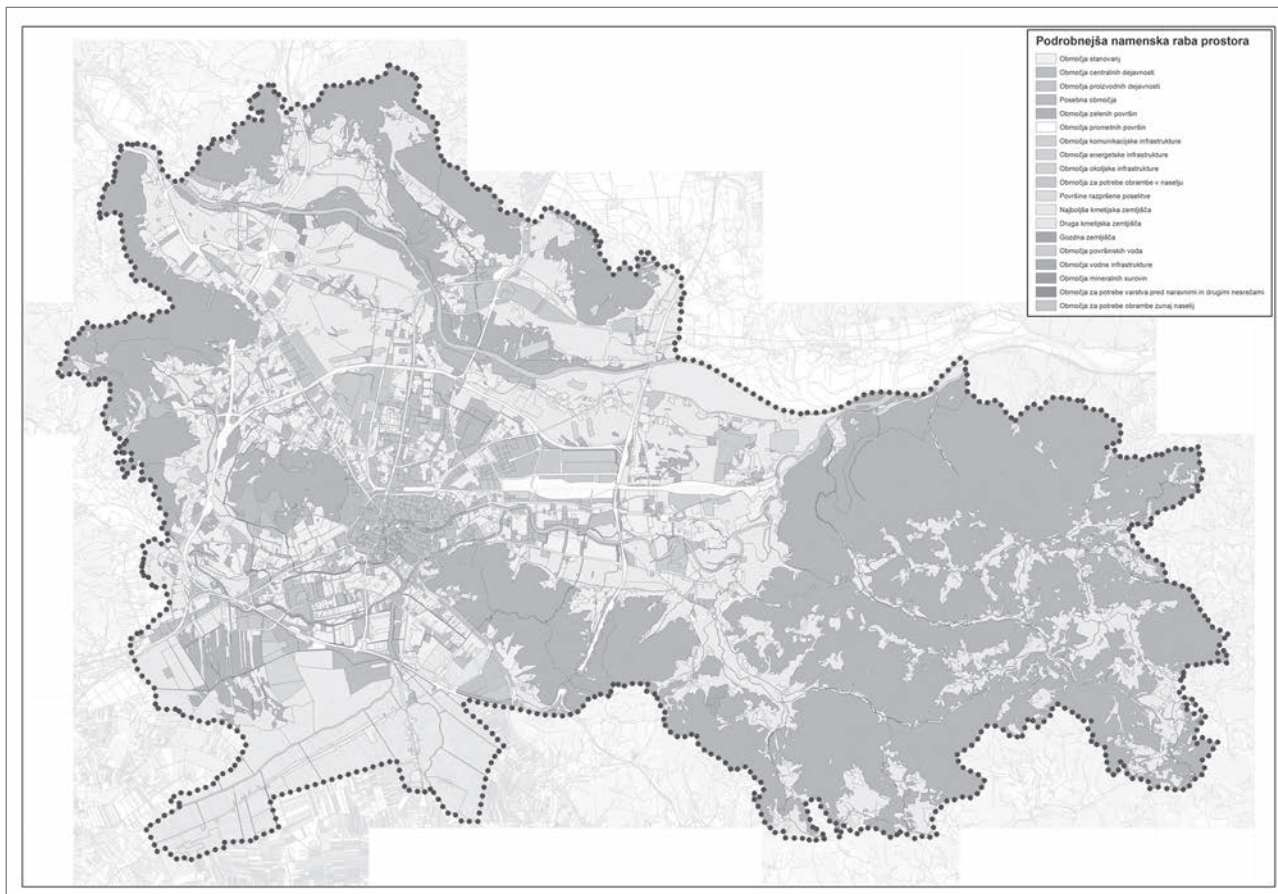 Podrobnejša namenska raba prostora
Območja stanovanj
Območja centralnih dejavnosti
Območja proizvodnih dejavnosti
Posebna območja
Območja zelenih površin
Območja prometnih površin
Območja komunikacijske infrastrukture
Območja energetske infrastrukture
Območja okoljske infrastrukture
Območja za potrebe obrambe v naselju
Površine razpršene poselitve
Najboljša kmetijska zemljišča
Druga kmetijska zemljišča
Gozdna zemljišča
Območja površinskih voda
Območja vodne infrastrukture
Območja mineralnih surovin
Območja za potrebe varstva pred naravnimi in drugimi nesrečami
Območja za potrebe obrambe zunaj naselij